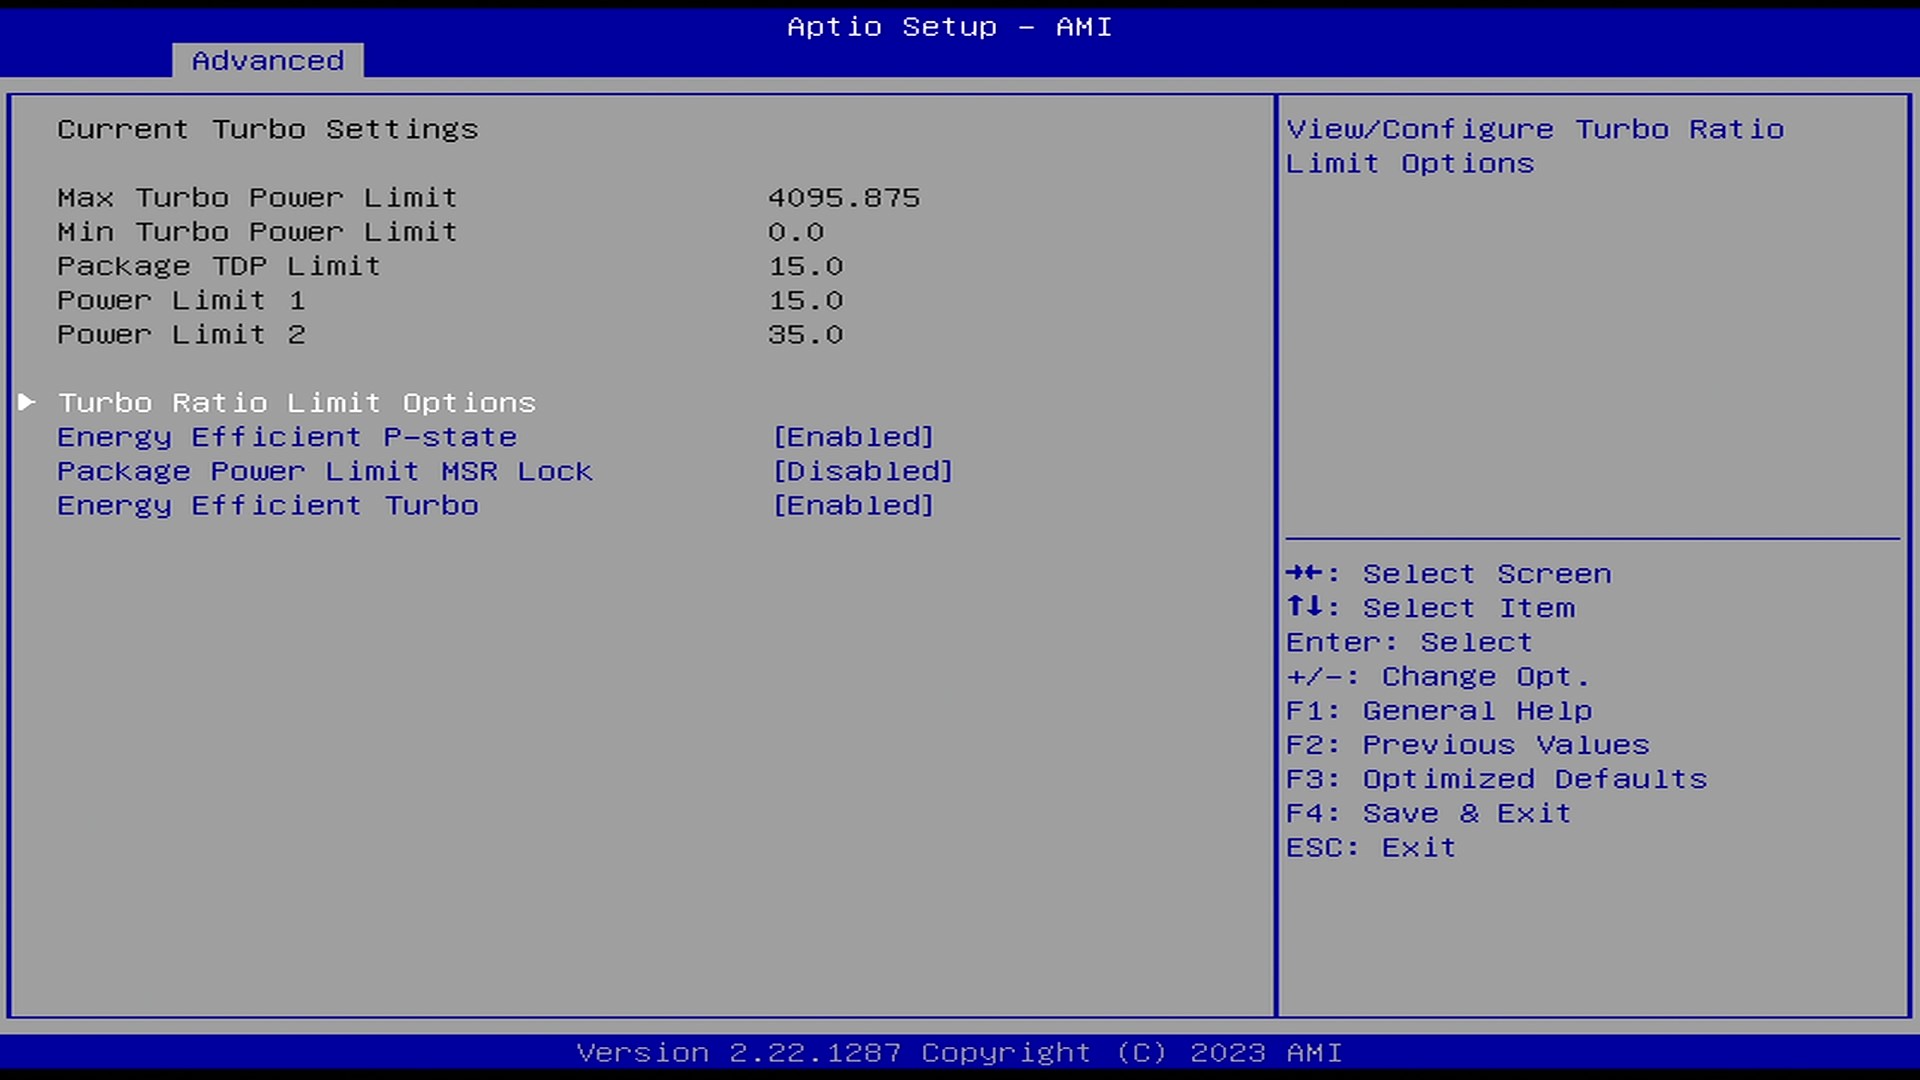 Aptio Setup - AMI
Advanced
Current Turbo Settings
Max Turbo Power Limit 4095.875
Min Turbo Power Limit 0.0
Package TDP Limit 15.0
Power Limit 1 15.0
Power Limit 2 35.0
▶ Turbo Ratio Limit Options
Energy Efficient P-state [Enabled]
Package Power Limit MSR Lock [Disabled]
Energy Efficient Turbo [Enabled]
View/Configure Turbo Ratio
Limit Options
→←: Select Screen
↑↓: Select Item
Enter: Select
+/-: Change Opt.
F1: General Help
F2: Previous Values
F3: Optimized Defaults
F4: Save & Exit
ESC: Exit
Version 2.22.1287 Copyright (C) 2023 AMI